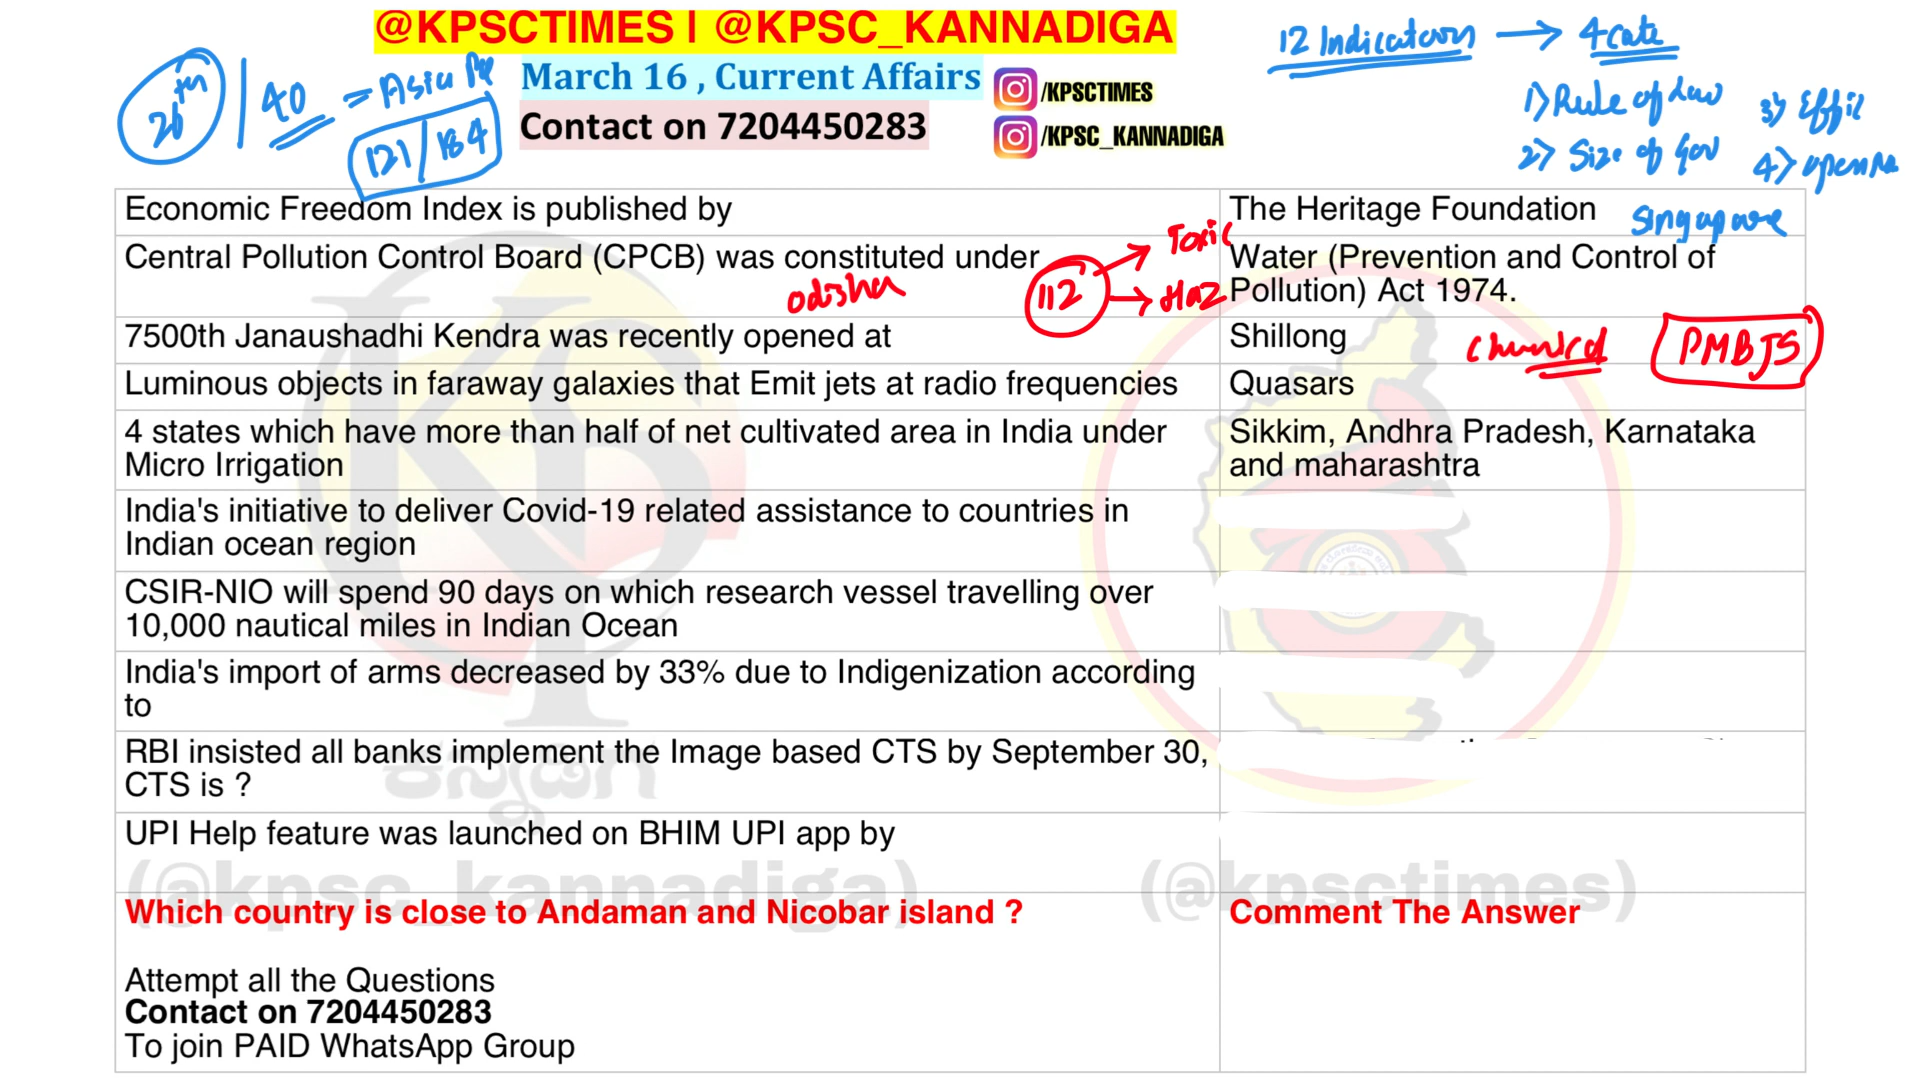 @KPSCTIMES | @KPSC_KANNADIGA
March 16 , Current Affairs
/KPSCTIMES
Contact on 7204450283
/KPSC_KANNADIGA
26th / 40 = Asia
121/184
12 Indicators → 4 cate
1) Rule of Law
2) Size of Gov
3) Effi
4) open
Economic Freedom Index is published by
The Heritage Foundation
Singapore
Central Pollution Control Board (CPCB) was constituted under
Water (Prevention and Control of
Pollution) Act 1974.
Odisha
112
Toxic
Haz
7500th Janaushadhi Kendra was recently opened at
Shillong
Chemical
PMBJS
Luminous objects in faraway galaxies that Emit jets at radio frequencies
Quasars
4 states which have more than half of net cultivated area in India under
Micro Irrigation
Sikkim, Andhra Pradesh, Karnataka
and maharashtra
India's initiative to deliver Covid-19 related assistance to countries in
Indian ocean region
CSIR-NIO will spend 90 days on which research vessel travelling over
10,000 nautical miles in Indian Ocean
India's import of arms decreased by 33% due to Indigenization according
to
RBI insisted all banks implement the Image based CTS by September 30,
CTS is ?
ಕನ್ನಡಿಗ
UPI Help feature was launched on BHIM UPI app by
(@kpsc_kannadiga)
(@kpsctimes)
Which country is close to Andaman and Nicobar island ?
Comment The Answer
Attempt all the Questions
Contact on 7204450283
To join PAID WhatsApp Group